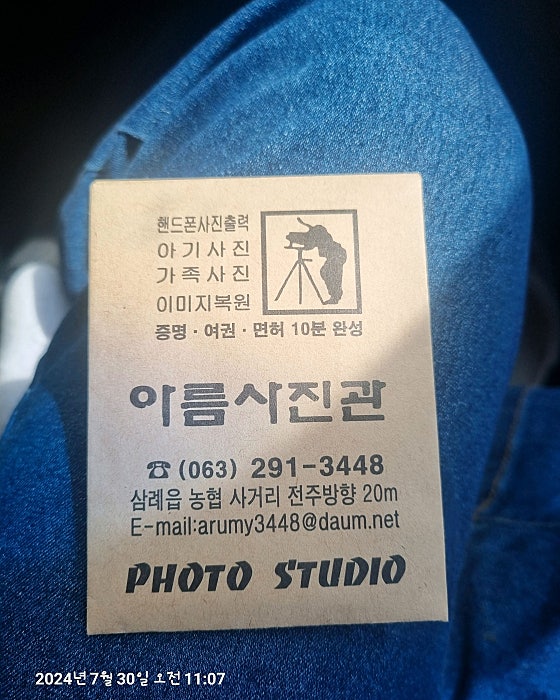 핸드폰사진출력
아기사진
가족사진
이미지복원
증명·여권·면허 10분 완성
아름사진관
☎(063) 291-3448
삼례읍 농협 사거리 전주방향 20m
E-mail:arumy3448@daum.net
PHOTO STUDIO
2024년 7월 30일 오전 11:07